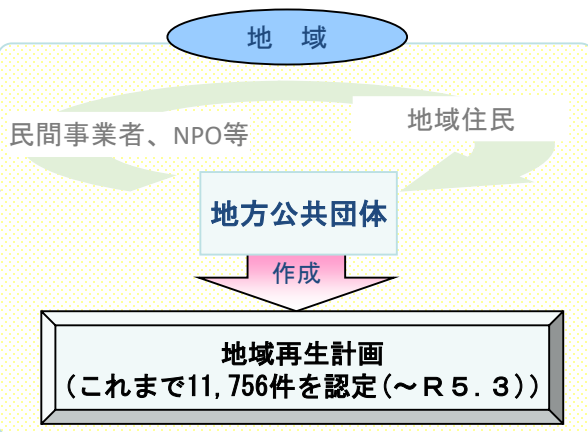 地　域
民間事業者、NPO等
地域住民
地方公共団体
作成
地域再生計画
(これまで11,756件を認定(～Ｒ５．３))